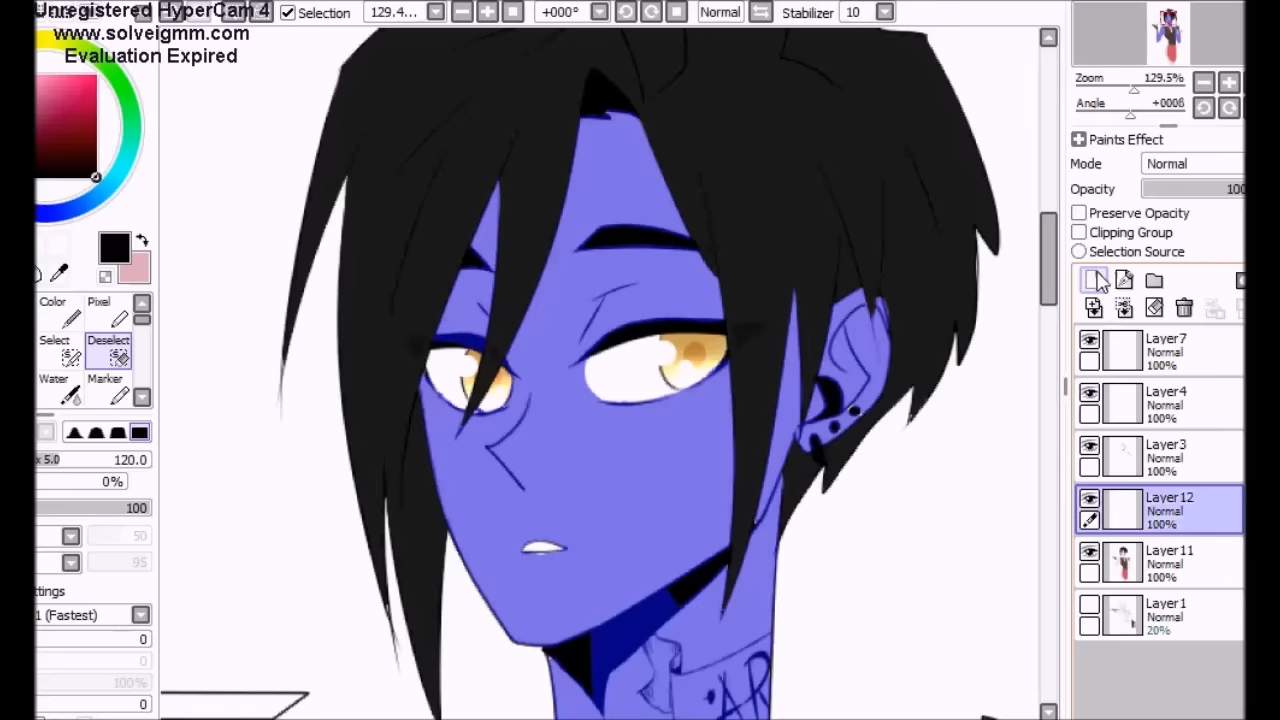 Unregistered HyperCam 4
www.solveigmm.com
Evaluation Expired
Selection
129.4...
+000°
Normal
Stabilizer
10
Zoom
129.5%
Angle
Paints Effect
Mode
Normal
Opacity
100
Preserve Opacity
Clipping Group
Selection Source
Color
Pixel
Select
Deselect
Water
Marker
x 5.0
120.0
0%
100
50
95
ttings
1 (Fastest)
0
0
100%
0
Layer7
Normal
100%
Layer4
Normal
100%
Layer3
Normal
100%
Layer12
Normal
100%
Layer11
Normal
100%
Layer1
Normal
20%